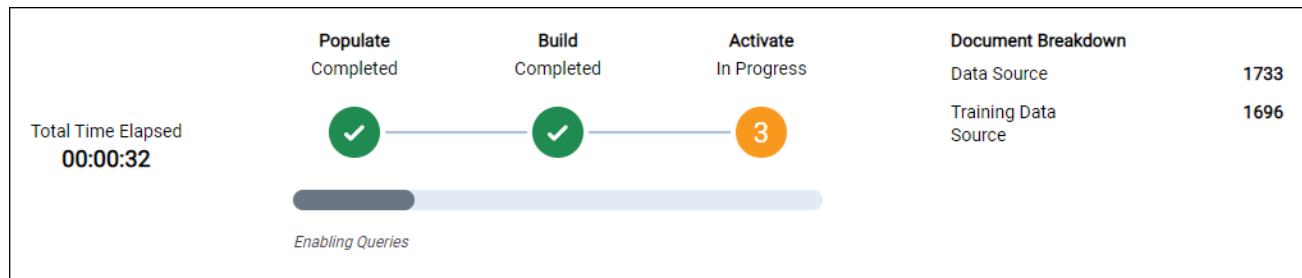 Populate
Completed
Build
Completed
Activate
In Progress
Total Time Elapsed
00:00:32
3
Enabling Queries
Document Breakdown
Data Source 1733
Training Data 1696
Source